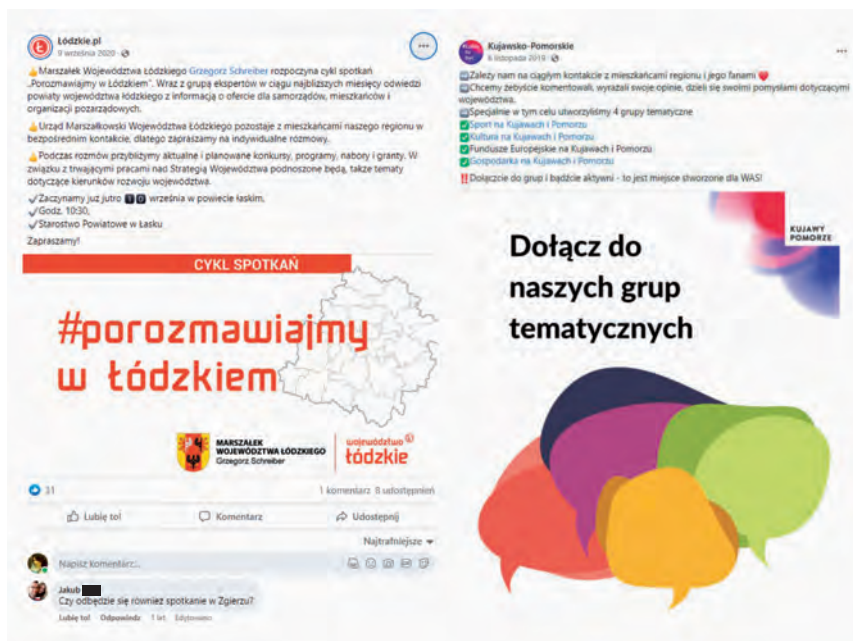 Łódzkie.pl
9 września 2020
Marszałek Województwa Łódzkiego Grzegorz Schreiber rozpoczyna cykl spotkań
„Porozmawiajmy w Łódzkiem". Wraz z grupą ekspertów w ciągu najbliższych miesięcy odwiedzi
powiaty województwa łódzkiego z informacją o ofercie dla samorządów, mieszkańców i
organizacji pozarządowych.
Urząd Marszałkowski Województwa Łódzkiego pozostaje z mieszkańcami naszego regionu w
bezpośrednim kontakcie, dlatego zapraszamy na indywidualne rozmowy.
Podczas rozmów przybliżymy aktualne i planowane konkursy, programy, nabory i granty. W
związku z trwającymi pracami nad Strategią Województwa podnoszone będą, także tematy
dotyczące kierunków rozwoju województwa.
Zaczynamy już jutro 10 września w powiecie łaskim,
Godz. 10:30,
Starostwo Powiatowe w Łasku
Zapraszamy!
CYKL SPOTKAŃ
#porozmawiajmy
w Łódzkiem
MARSZAŁEK
WOJEWÓDZTWA ŁÓDZKIEGO
Grzegorz Schreiber
województwo
łódzkie
31
1 komentarz 8 udostępnień
Lubię to! Komentarz Udostępnij
Najtrafniejsze
Napisz komentarz...
Jakub
Czy odbędzie się również spotkanie w Zgierzu?
Lubię to! Odpowiedz 1 lat Edytowano
Kujawsko-Pomorskie
6 listopada 2019
Zależy nam na ciągłym kontakcie z mieszkańcami regionu i jego fanami
Chcemy żebyście komentowali, wyrażali swoje opinie, dzieli się swoimi pomysłami dotyczącymi
województwa.
Specjalnie w tym celu utworzyliśmy 4 grupy tematyczne
Sport na Kujawach i Pomorzu
Kultura na Kujawach i Pomorzu
Fundusze Europejskie na Kujawach i Pomorzu
Gospodarka na Kujawach i Pomorzu
!! Dołączcie do grup i bądźcie aktywni - to jest miejsce stworzone dla WAS!
KUJAWY
POMORZE
Dołącz do
naszych grup
tematycznych